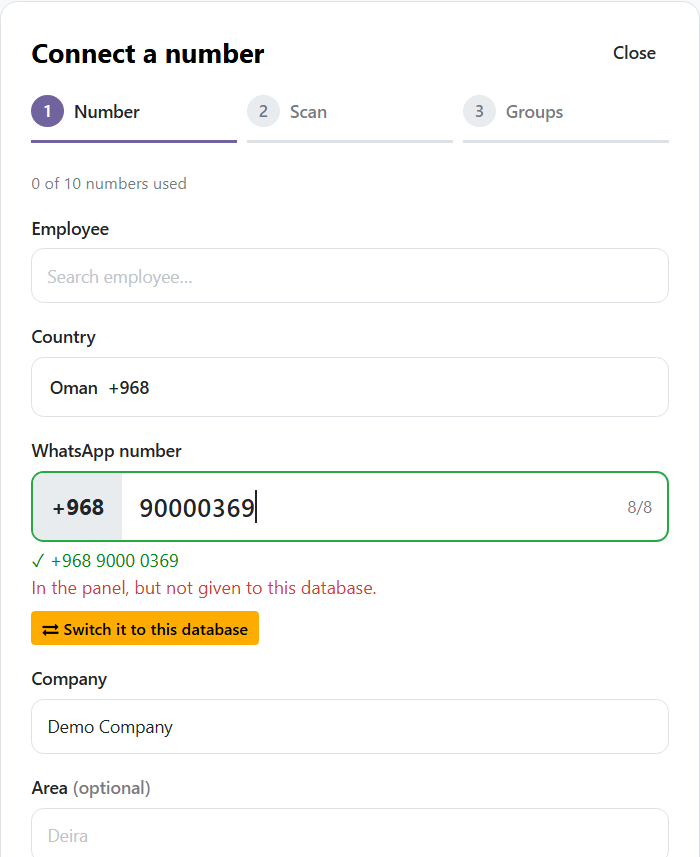 Connect a number
Close
1 Number
2 Scan
3 Groups
0 of 10 numbers used
Employee
Search employee...
Country
Oman +968
WhatsApp number
+968 90000369 8/8
✓ +968 9000 0369
In the panel, but not given to this database.
⇄ Switch it to this database
Company
Demo Company
Area (optional)
Deira